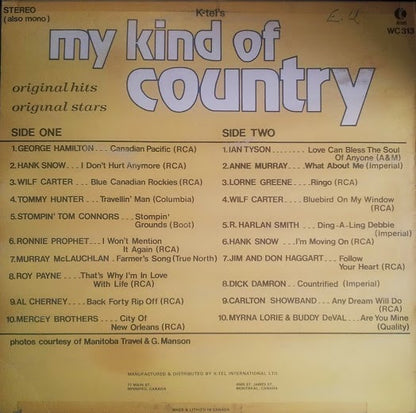 STEREO
(also mono)
K-tel's
E.U
K
WC 313
my kind of
country
original hits
original stars
SIDE ONE
1.GEORGE HAMILTON... Canadian Pacific (RCA)
2.HANK SNOW... I Don't Hurt Anymore (RCA)
3.WILF CARTER... Blue Canadian Rockies (RCA)
4.TOMMY HUNTER... Travellin' Man (Columbia)
5.STOMPIN' TOM CONNORS... Stompin'
Grounds (Boot)
6.RONNIE PROPHET... I Won't Mention
It Again (RCA)
7.MURRAY McLAUCHLAN. Farmer's Song (True North)
8.ROY PAYNE...That's Why I'm In Love
With Life (RCA)
9.AL CHERNEY... Back Forty Rip Off (RCA)
10.MERCEY BROTHERS.... City Of
New Orleans (RCA)
SIDE TWO
1.IAN TYSON........ Love Can Bless The Soul
Of Anyone (A&M)
2.ANNE MURRAY.... What About Me (Imperial)
3.LORNE GREENE... Ringo (RCA)
4.WILF CARTER... Bluebird On My Window
(RCA)
5.R.HARLAN SMITH... Ding-A-Ling Debbie
(Imperial)
6.HANK SNOW... I'm Moving On (RCA)
7.JIM AND DON HAGGART... Follow
Your Heart (RCA)
8.DICK DAMRON... Countrified (Imperial)
9.CARLTON SHOWBAND... Any Dream Will Do
(RCA)
10.MYRNA LORIE & BUDDY DeVAL...Are You Mine
(Quality)
photos courtesy of Manitoba Travel & G. Manson
MANUFACTURED & DISTRIBUTED BY K-TEL INTERNATIONAL LTD.
MAIN ST.,
WINNIPEG, CANADA
ST. JAMES ST.,
MONTREAL, CANADA
MADE & LITHO'D IN CANADA